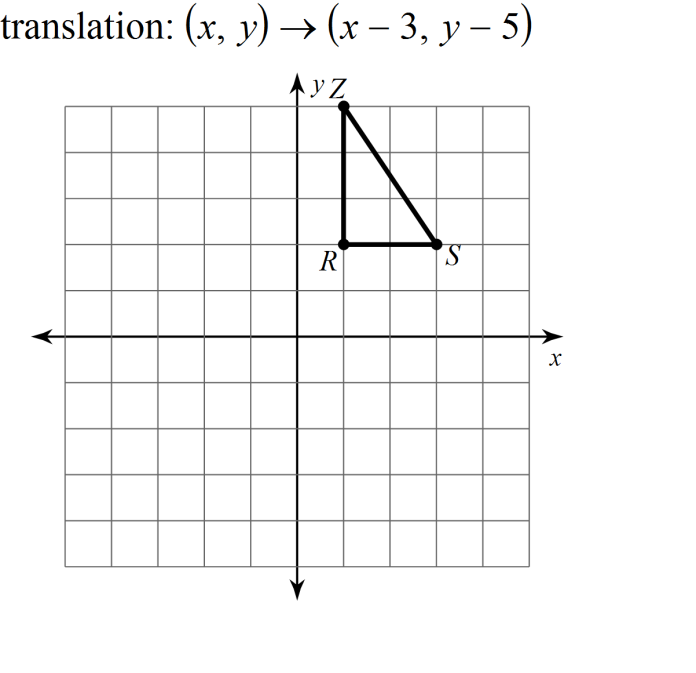 translation: (x, y) → (x − 3, y − 5)
y Z
R
S
x